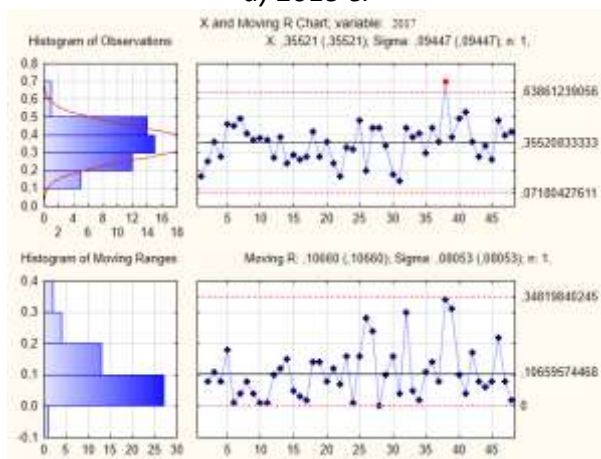 X and Moving R Chart; variable: 2017
Histogram of Observations X: .35521 (.35521); Sigma: .09447 (.09447); n: 1.
0.8
0.7
0.6
0.5
0.4
0.3
0.2
0.1
0.0
0 4 8 12 16
2 6 10 14 18
5 10 15 20 25 30 35 40 45
.63861239056
.35520833333
.07180427611
Histogram of Moving Ranges Moving R: .10660 (.10660); Sigma: .08053 (.08053); n: 1.
0.4
0.3
0.2
0.1
0.0
-0.1
0 5 10 15 20 25 30
5 10 15 20 25 30 35 40 45
.34819840245
.10659574468
0